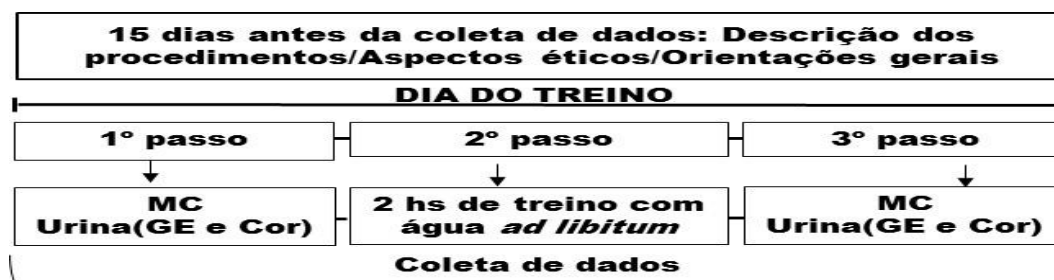 15 dias antes da coleta de dados: Descrição dos
procedimentos/Aspectos éticos/Orientações gerais
DIA DO TREINO
1º passo
2º passo
3º passo
MC
Urina(GE e Cor)
2 hs de treino com
água ad libitum
MC
Urina(GE e Cor)
Coleta de dados